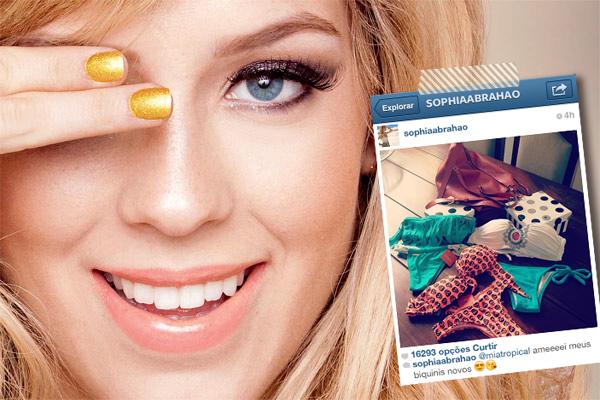 Explorar
SOPHIAABRAHAO
sophiaabrahao
4h
16293 opções Curtir
sophiaabrahao @miatropical ameeeei meus
biquinis novos 😍😘